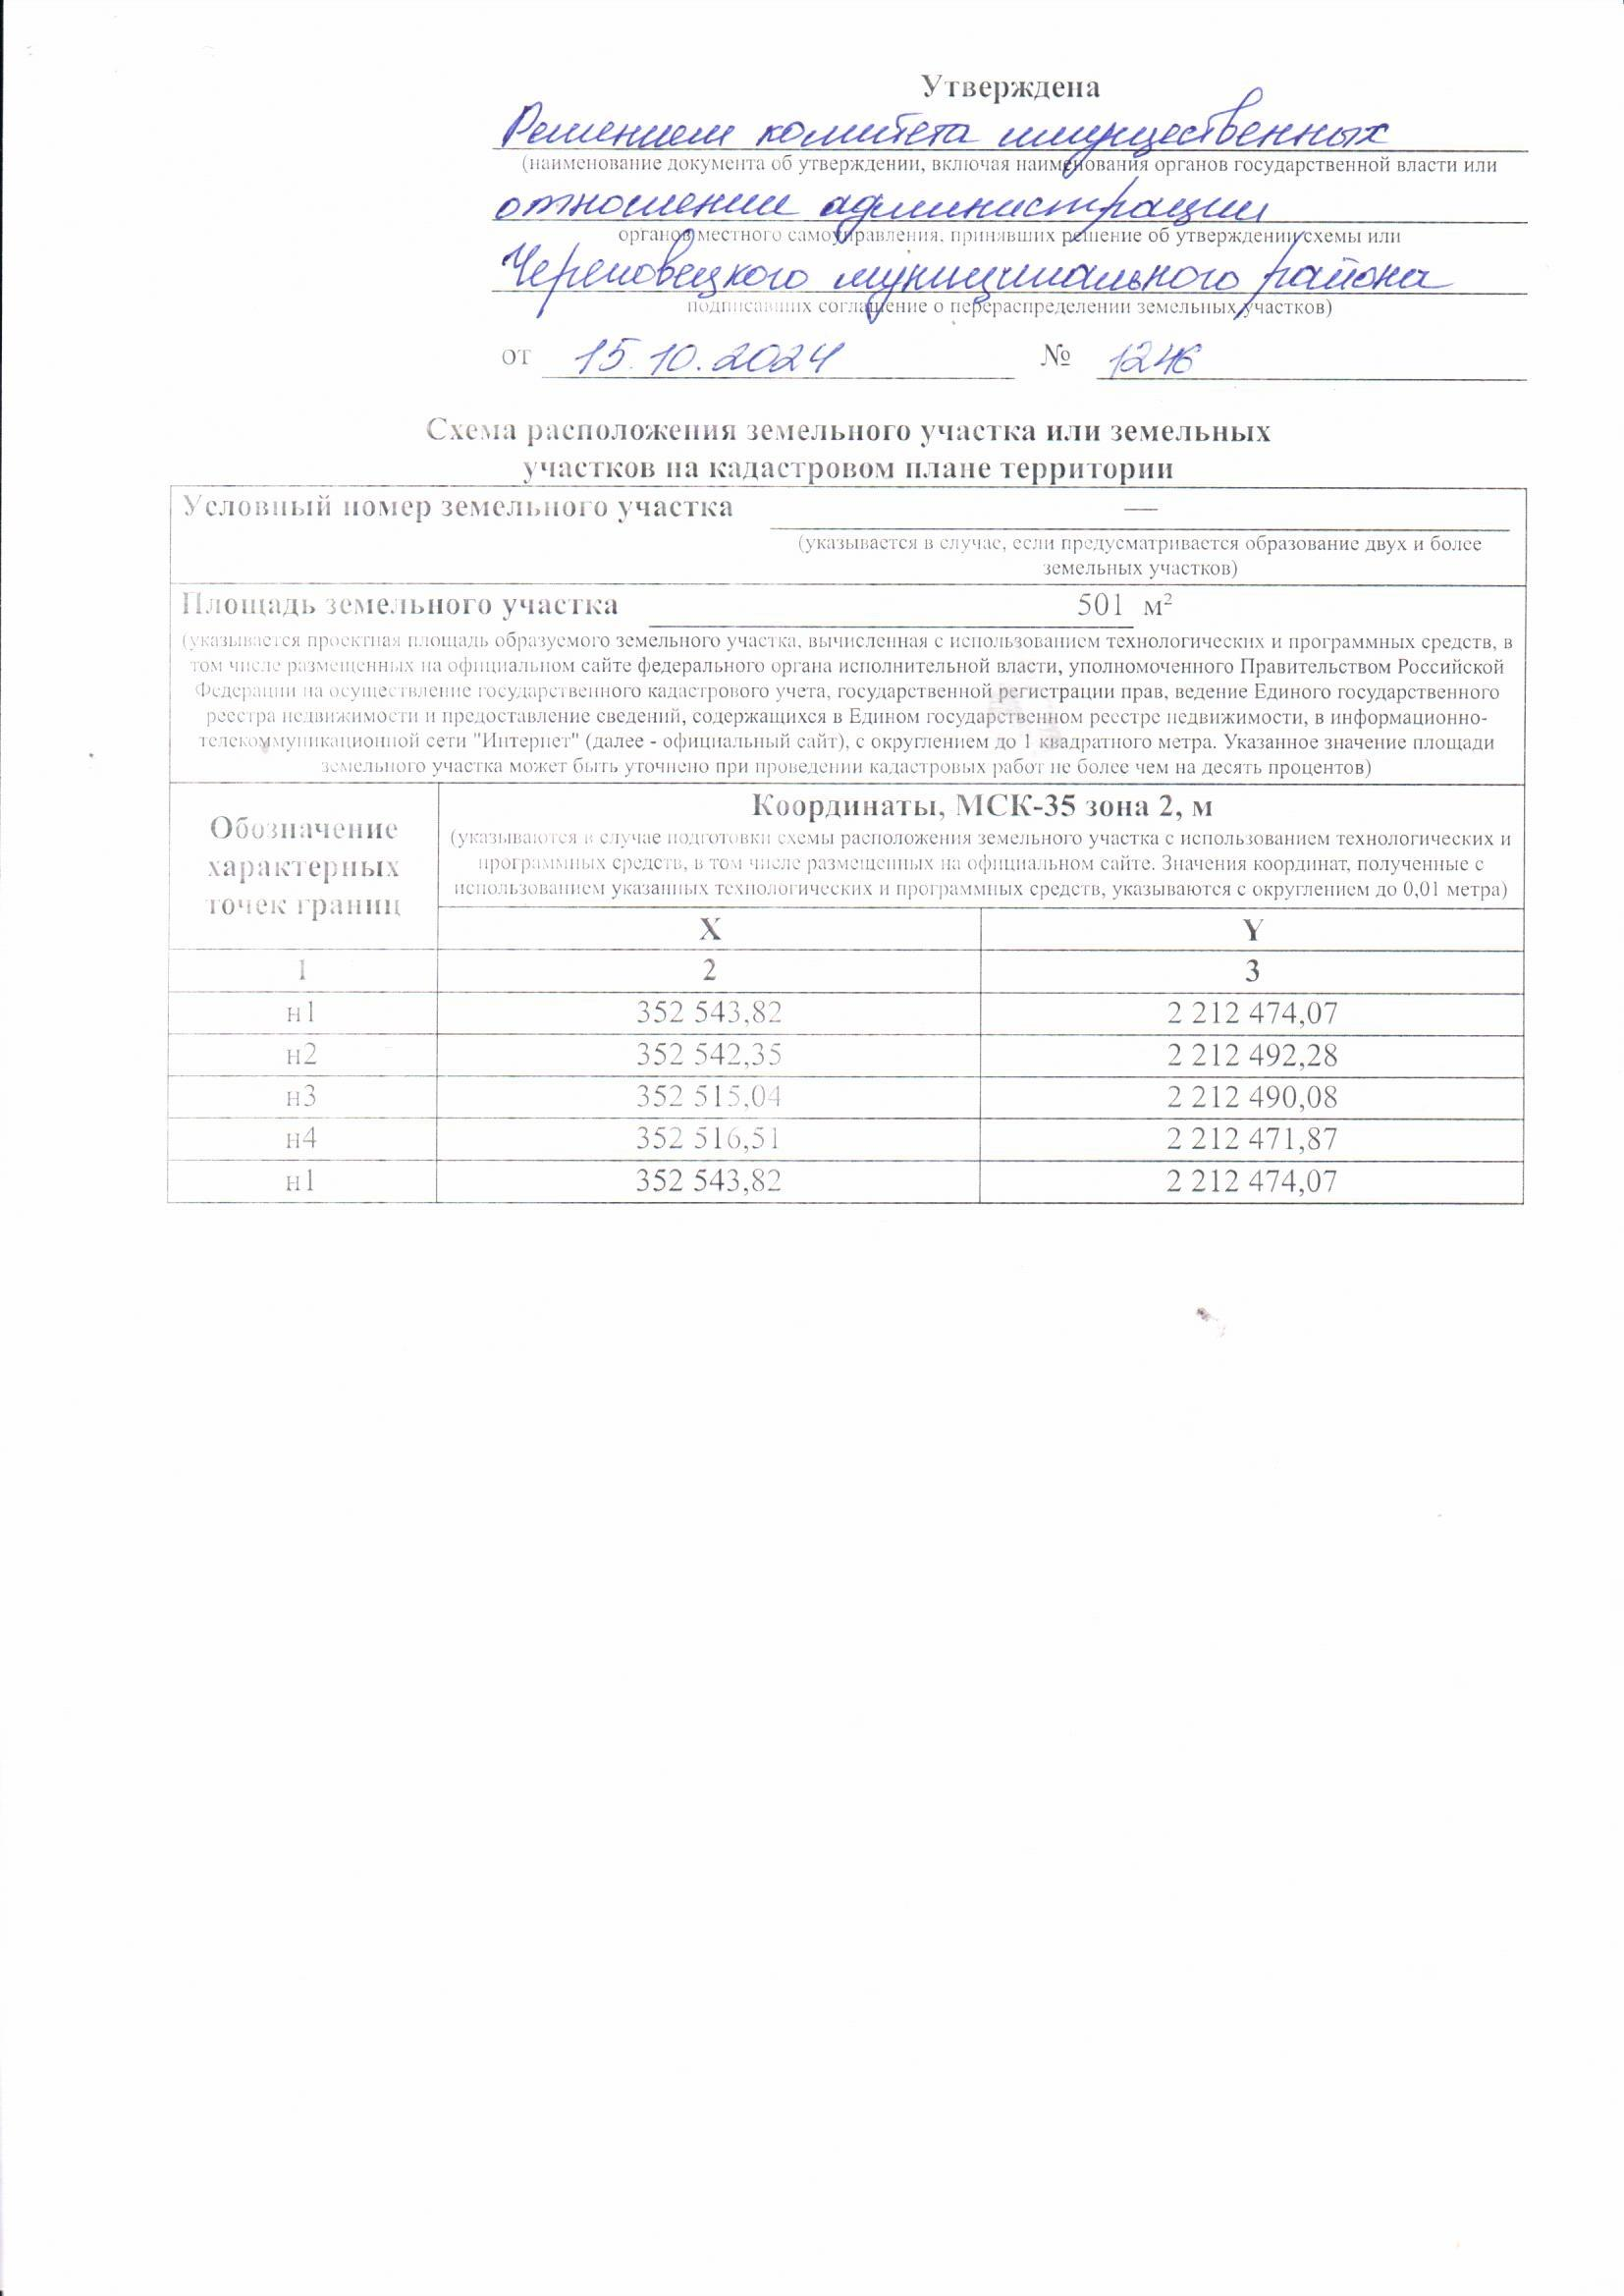 Утверждена
Решением комитета имущественных
(наименование документа об утверждении, включая наименования органов государственной власти или
отношений администрации
органов местного самоуправления, принявших решение об утверждении схемы или
Череповецкого муниципального района
подписавших соглашение о перераспределении земельных участков)
от 15.10.2024 № 1246
Схема расположения земельного участка или земельных
участков на кадастровом плане территории
Условный номер земельного участка —
(указывается в случае, если предусматривается образование двух и более
земельных участков)
Площадь земельного участка 501 м²
(указывается проектная площадь образуемого земельного участка, вычисленная с использованием технологических и программных средств, в
том числе размещенных на официальном сайте федерального органа исполнительной власти, уполномоченного Правительством Российской
Федерации на осуществление государственного кадастрового учета, государственной регистрации прав, ведение Единого государственного
реестра недвижимости и предоставление сведений, содержащихся в Едином государственном реестре недвижимости, в информационно-
телекоммуникационной сети "Интернет" (далее - официальный сайт), с округлением до 1 квадратного метра. Указанное значение площади
земельного участка может быть уточнено при проведении кадастровых работ не более чем на десять процентов)
Обозначение
характерных
точек границ
Координаты, МСК-35 зона 2, м
(указываются в случае подготовки схемы расположения земельного участка с использованием технологических и
программных средств, в том числе размещенных на официальном сайте. Значения координат, полученные с
использованием указанных технологических и программных средств, указываются с округлением до 0,01 метра)
X Y
1 2 3
н1 352 543,82 2 212 474,07
н2 352 542,35 2 212 492,28
н3 352 515,04 2 212 490,08
н4 352 516,51 2 212 471,87
н1 352 543,82 2 212 474,07